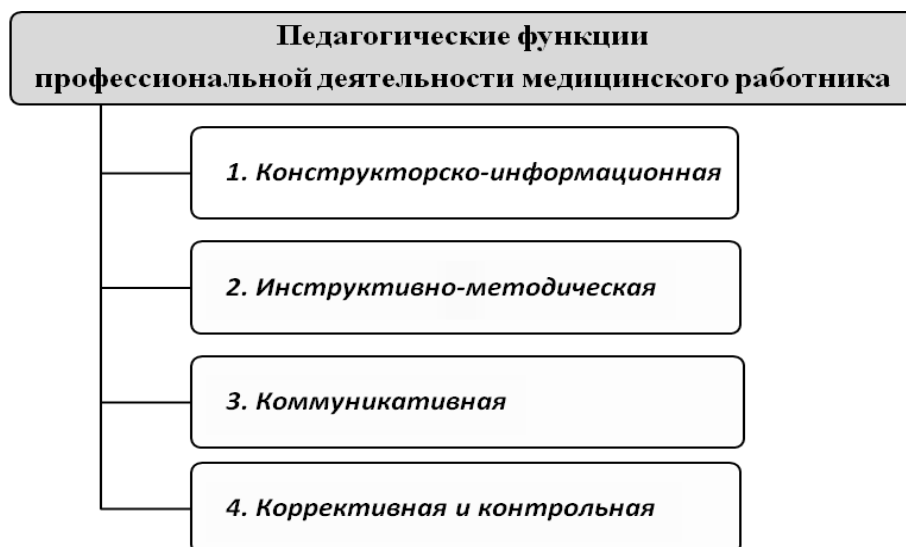 Педагогические функции
профессиональной деятельности медицинского работника
1. Конструкторско-информационная
2. Инструктивно-методическая
3. Коммуникативная
4. Коррективная и контрольная